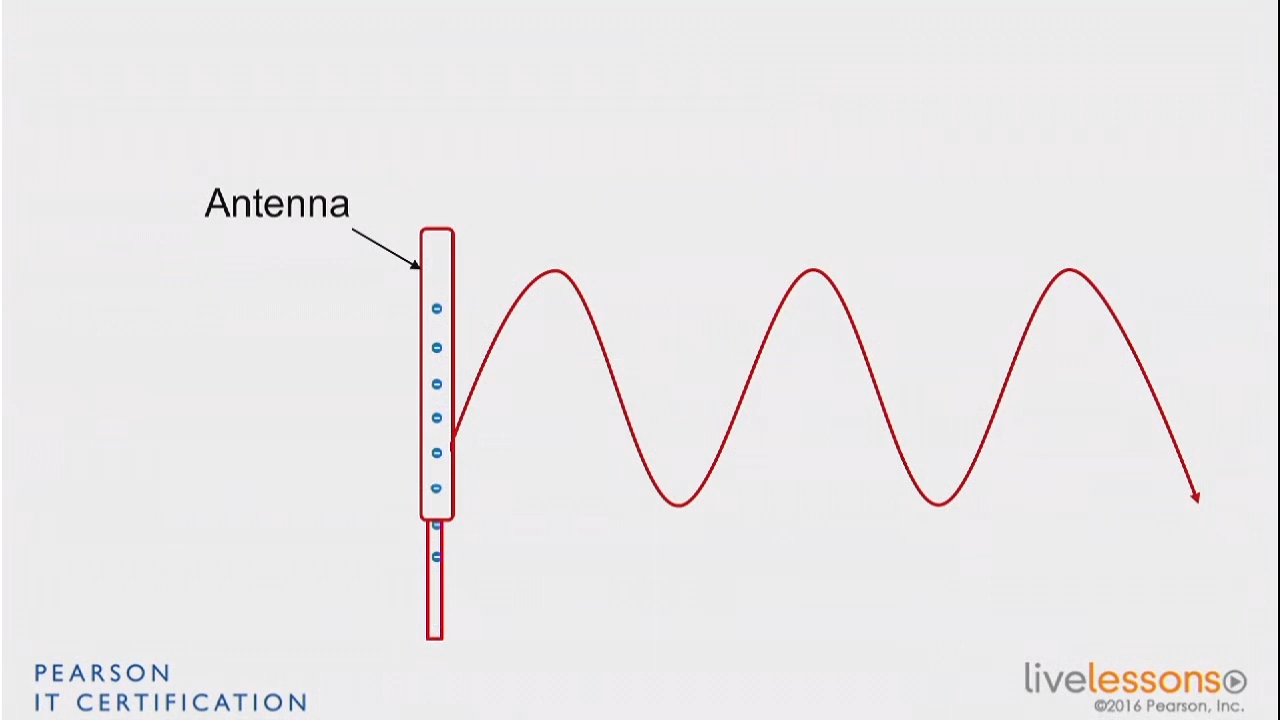 Antenna
PEARSON
IT CERTIFICATION
livelessons
©2016 Pearson, Inc.